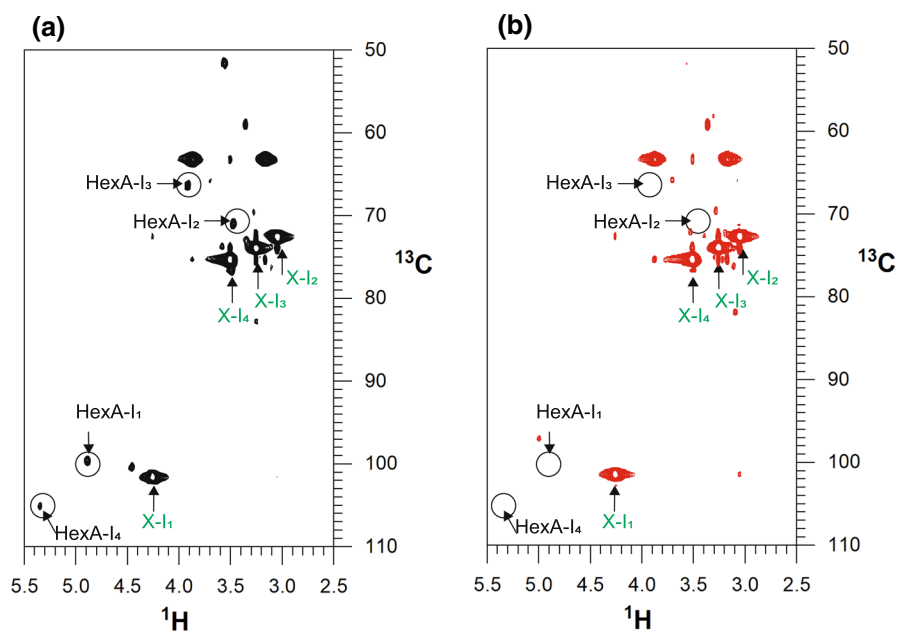 (a)
50
60
HexA-I₃
HexA-I₂
70
¹³C
X-I₂
X-I₃
X-I₄
80
90
HexA-I₁
100
X-I₁
HexA-I₄
110
5.5 5.0 4.5 4.0 3.5 3.0 2.5
¹H
(b)
50
60
HexA-I₃
HexA-I₂
70
¹³C
X-I₂
X-I₃
X-I₄
80
90
HexA-I₁
100
X-I₁
HexA-I₄
110
5.5 5.0 4.5 4.0 3.5 3.0 2.5
¹H